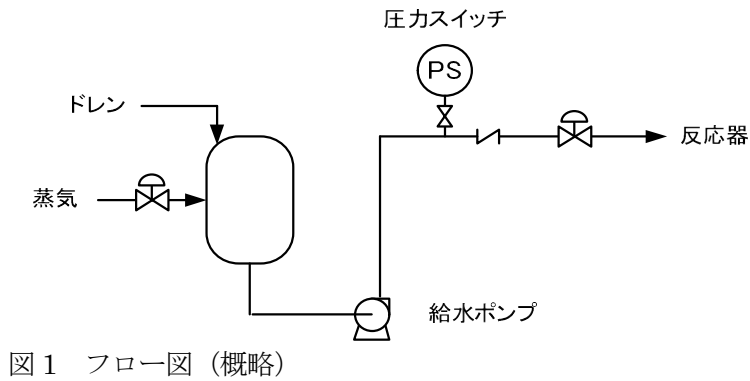 圧力スイッチ
PS
ドレン
反応器
蒸気
給水ポンプ
図1 フロー図（概略）